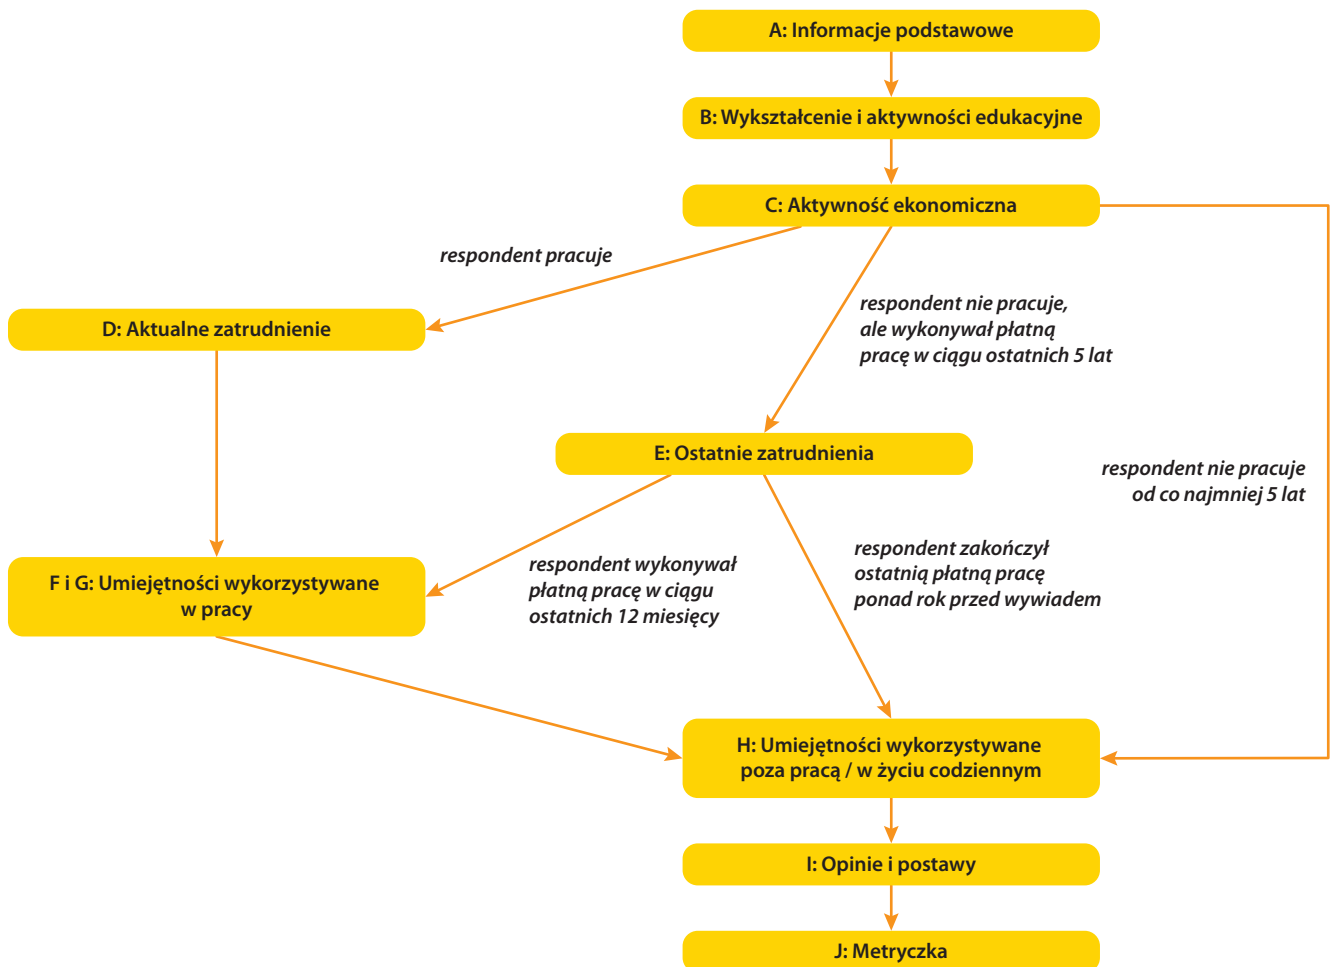 A: Informacje podstawowe
B: Wykształcenie i aktywności edukacyjne
C: Aktywność ekonomiczna
respondent pracuje
respondent nie pracuje,
ale wykonywał płatną
pracę w ciągu ostatnich 5 lat
D: Aktualne zatrudnienie
E: Ostatnie zatrudnienia
respondent nie pracuje
od co najmniej 5 lat
respondent wykonywał
płatną pracę w ciągu
ostatnich 12 miesięcy
respondent zakończył
ostatnią płatną pracę
ponad rok przed wywiadem
F i G: Umiejętności wykorzystywane
w pracy
H: Umiejętności wykorzystywane
poza pracą / w życiu codziennym
I: Opinie i postawy
J: Metryczka